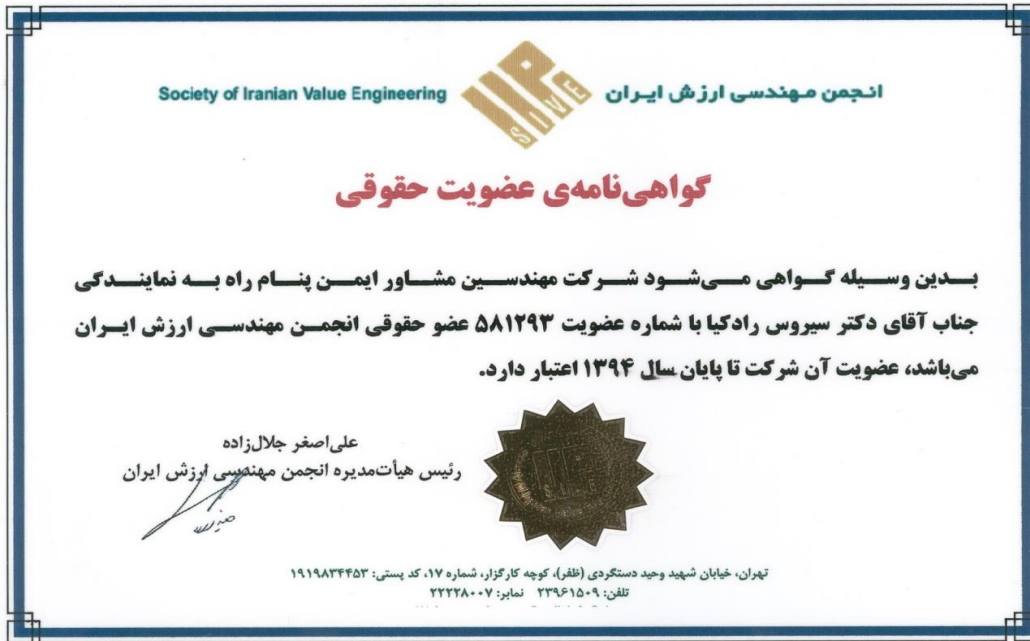 انجمن مهندسی ارزش ایران
Society of Iranian Value Engineering
SIVE
گواهی‌نامه‌ی عضویت حقوقی
بدین وسیله گواهی می‌شود شرکت مهندسین مشاور ایمن پنام راه به نمایندگی
جناب آقای دکتر سیروس رادکیا با شماره عضویت ۵۸۱۲۹۳ عضو حقوقی انجمن مهندسی ارزش ایران
می‌باشد، عضویت آن شرکت تا پایان سال ۱۳۹۴ اعتبار دارد.
علی‌اصغر جلال‌زاده
رئیس هیأت‌مدیره انجمن مهندسی ارزش ایران
تهران، خیابان شهید وحید دستگردی (ظفر)، کوچه کارگزار، شماره ۱۷، کد پستی: ۱۹۱۹۸۳۴۴۵۳
تلفن: ۲۳۹۶۱۵۰۹ نمابر: ۲۲۲۲۸۰۰۷